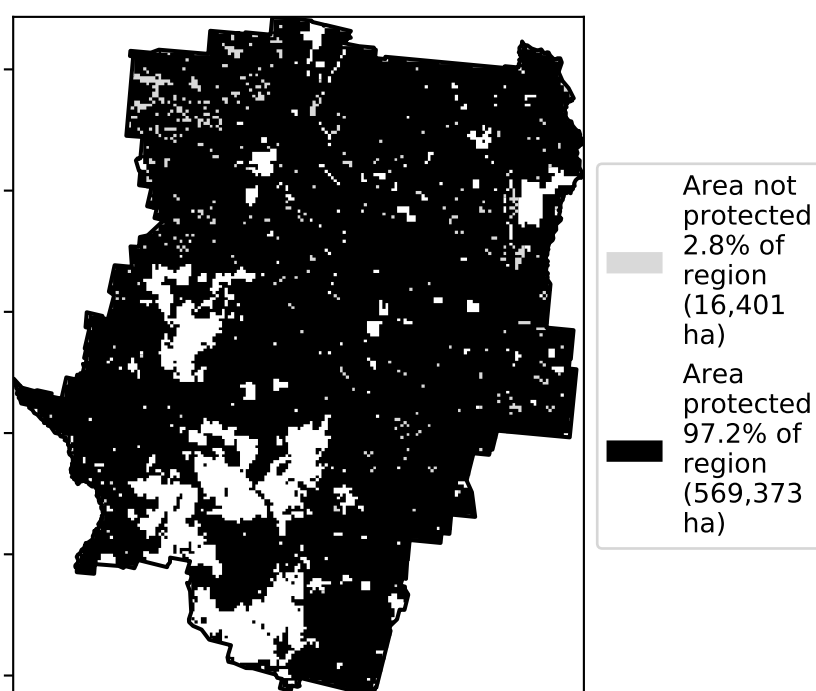 Area not
protected
2.8% of
region
(16,401
ha)
Area
protected
97.2% of
region
(569,373
ha)